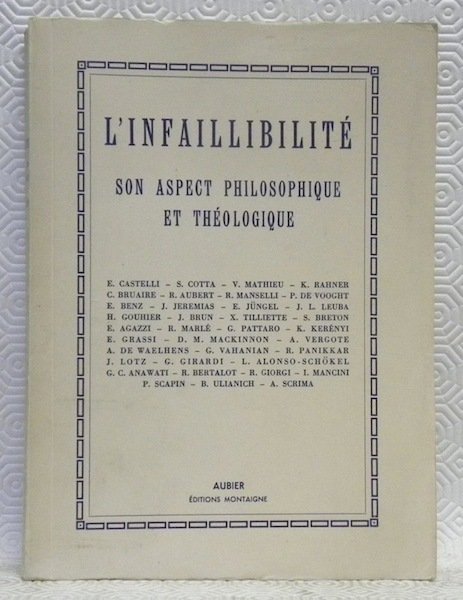 L'INFAILLIBILITÉ
SON ASPECT PHILOSOPHIQUE
ET THÉOLOGIQUE
E. CASTELLI – S. COTTA – V. MATHIEU – K. RAHNER
C. BRUAIRE – R. AUBERT – R. MANSELLI – P. DE VOOGHT
E. BENZ – J. JEREMIAS – E. JÜNGEL – J. L. LEUBA
H. GOUHIER – J. BRUN – X. TILLIETTE – S. BRETON
E. AGAZZI – R. MARLÉ – G. PATTARO – K. KERÉNYI
E. GRASSI – D. M. MACKINNON – A. VERGOTE
A. DE WAELHENS – G. VAHANIAN – R. PANIKKAR
J. LOTZ – G. GIRARDI – L. ALONSO-SCHÖKEL
G. C. ANAWATI – R. BERTALOT – R. GIORGI – I. MANCINI
P. SCAPIN – B. ULIANICH – A. SCRIMA
AUBIER
ÉDITIONS MONTAIGNE